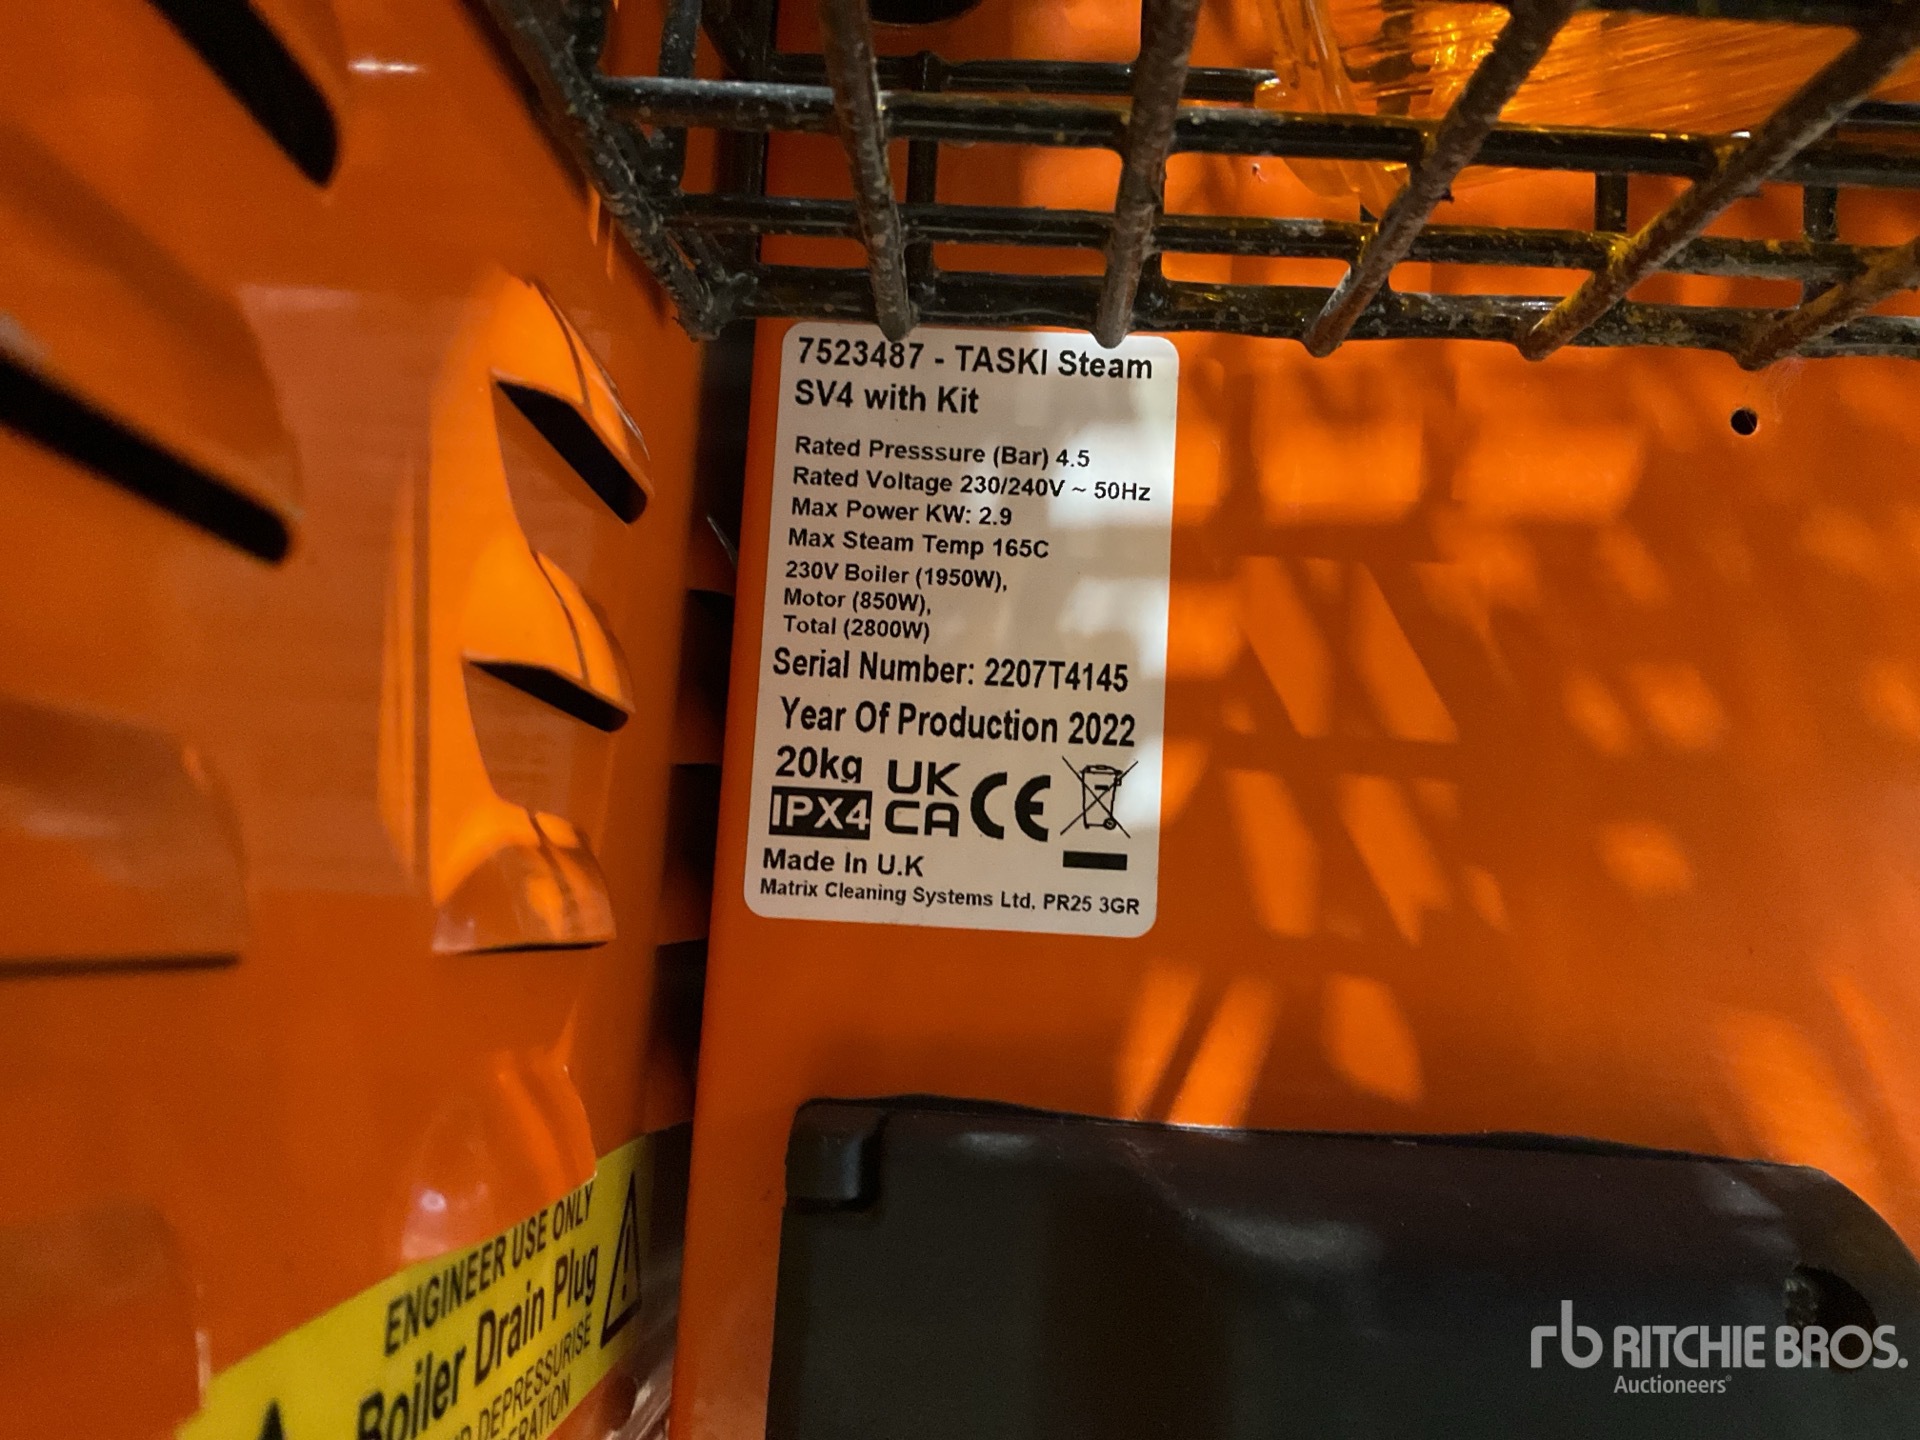 7523487 - TASKI Steam
SV4 with Kit
Rated Presssure (Bar) 4.5
Rated Voltage 230/240V ~ 50Hz
Max Power KW: 2.9
Max Steam Temp 165C
230V Boiler (1950W),
Motor (850W),
Total (2800W)
Serial Number: 2207T4145
Year Of Production 2022
20kg
IPX4
UK
CA
CE
Made In U.K
Matrix Cleaning Systems Ltd, PR25 3GR
ENGINEER USE ONLY
Boiler Drain Plug
DEPRESSURISE
rb RITCHIE BROS.
Auctioneers